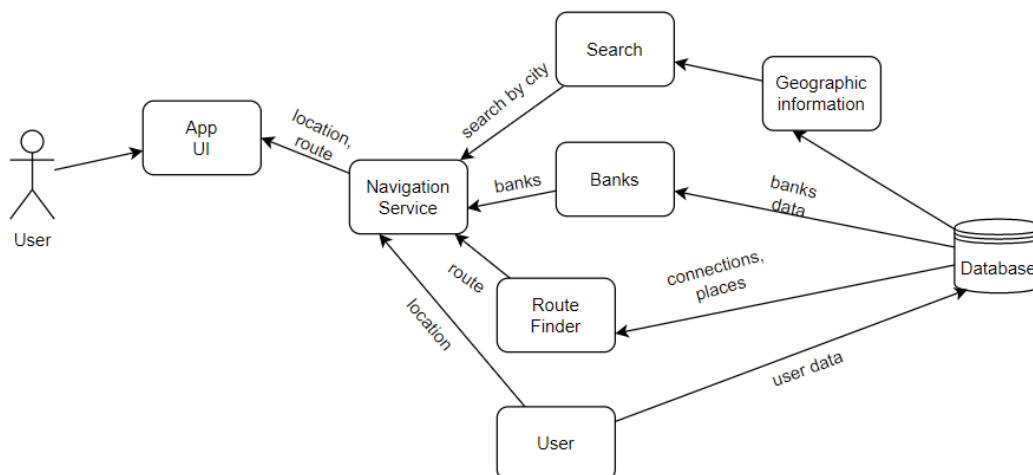 Search
Geographic
information
search by city
App
UI
location,
route
User
Navigation
Service
banks
Banks
banks
data
Database
route
Route
Finder
connections,
places
location
user data
User